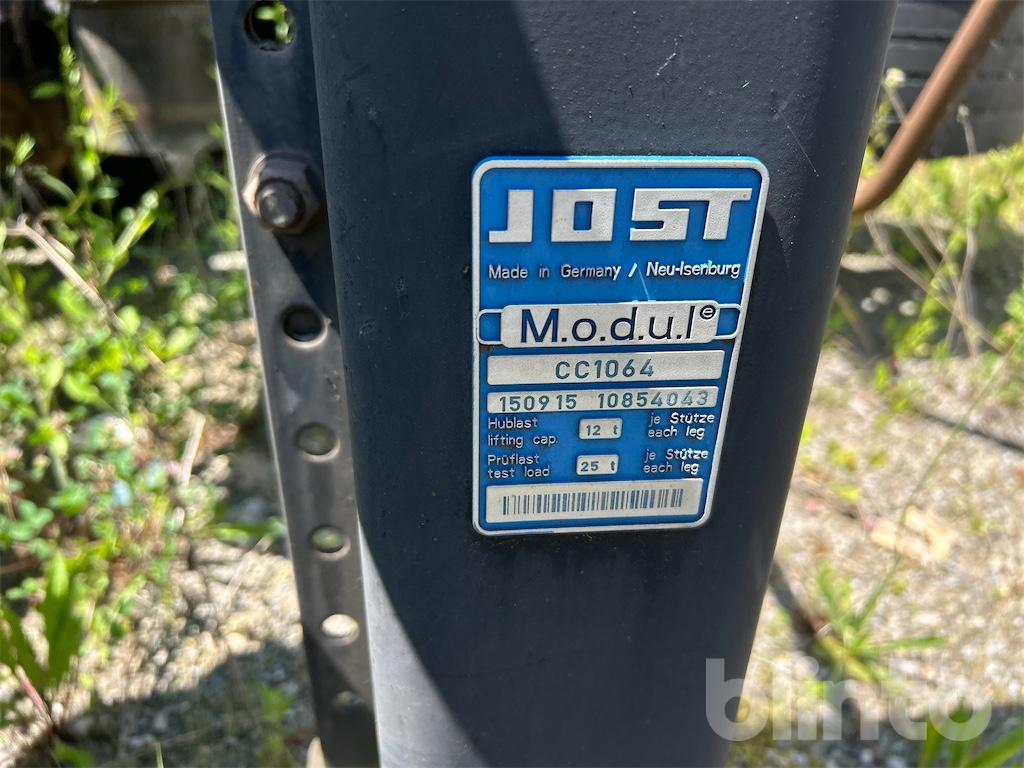 JOST
Made in Germany / Neu-Isenburg
M.o.d.u.l e
CC1064
150915 10854043
Hublast 12 t je Stütze
lifting cap. each leg
Prüflast 25 t je Stütze
test load each leg
blinto